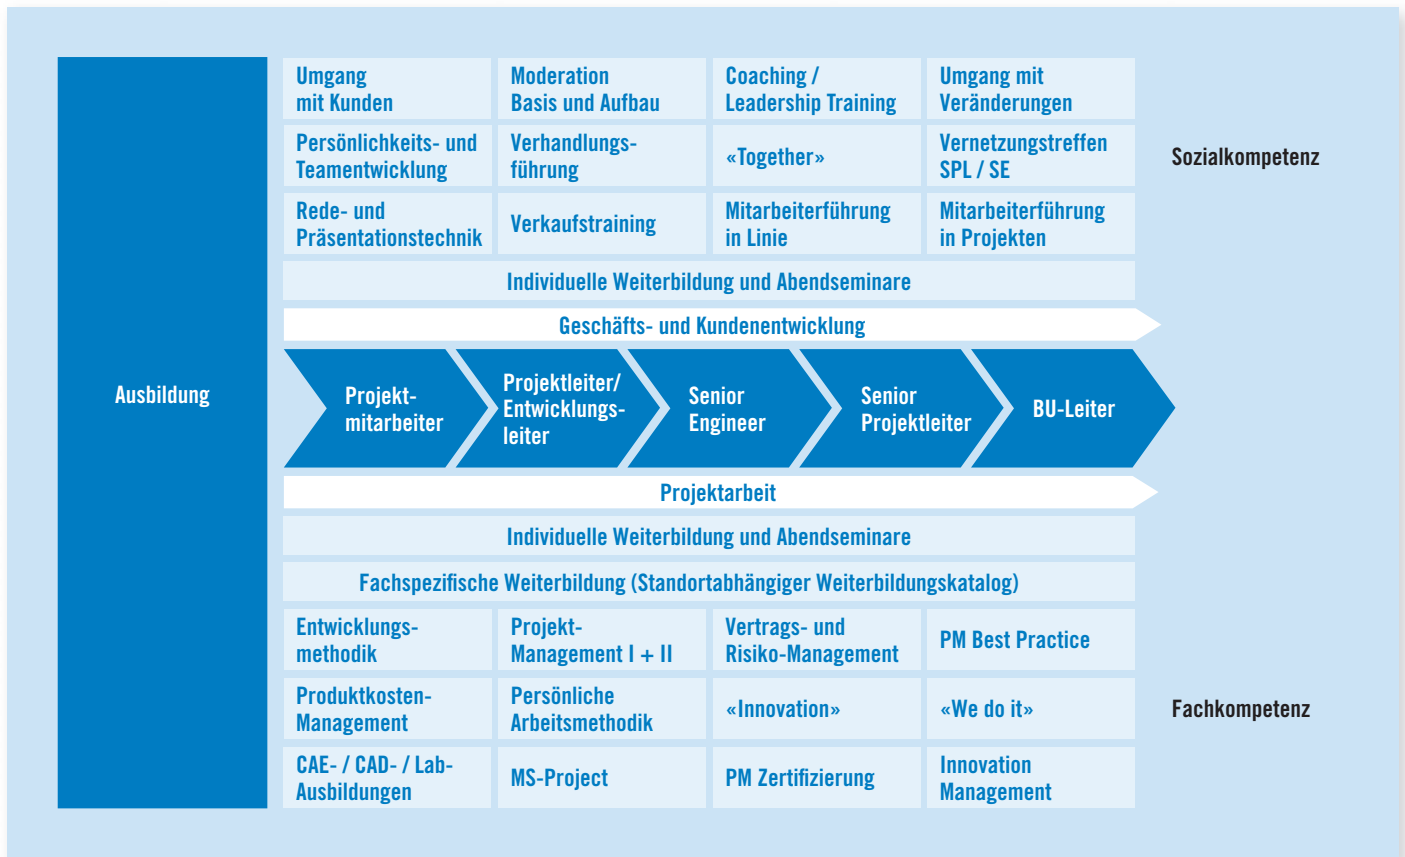 Ausbildung
Umgang
mit Kunden
Moderation
Basis und Aufbau
Coaching /
Leadership Training
Umgang mit
Veränderungen
Persönlichkeits- und
Teamentwicklung
Verhandlungs-
führung
«Together»
Vernetzungstreffen
SPL / SE
Sozialkompetenz
Rede- und
Präsentationstechnik
Verkaufstraining
Mitarbeiterführung
in Linie
Mitarbeiterführung
in Projekten
Individuelle Weiterbildung und Abendseminare
Geschäfts- und Kundenentwicklung
Projekt-
mitarbeiter
Projektleiter/
Entwicklungs-
leiter
Senior
Engineer
Senior
Projektleiter
BU-Leiter
Projektarbeit
Individuelle Weiterbildung und Abendseminare
Fachspezifische Weiterbildung (Standortabhängiger Weiterbildungskatalog)
Entwicklungs-
methodik
Projekt-
Management I + II
Vertrags- und
Risiko-Management
PM Best Practice
Produktkosten-
Management
Persönliche
Arbeitsmethodik
«Innovation»
«We do it»
Fachkompetenz
CAE- / CAD- / Lab-
Ausbildungen
MS-Project
PM Zertifizierung
Innovation
Management